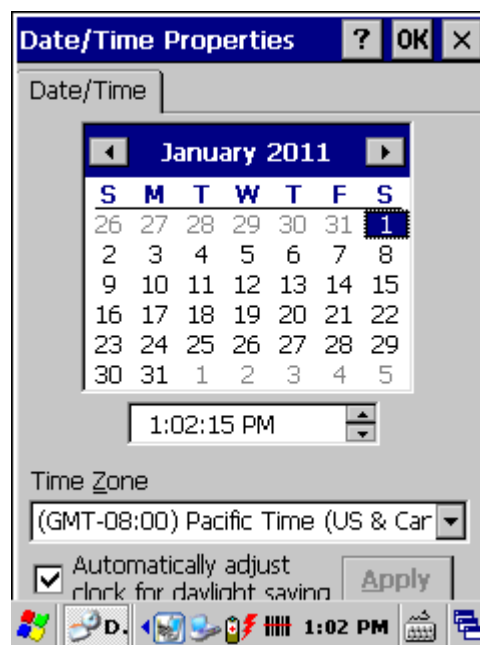 Date/Time Properties ? OK ×
Date/Time
January 2011
S M T W T F S
26 27 28 29 30 31 1
2 3 4 5 6 7 8
9 10 11 12 13 14 15
16 17 18 19 20 21 22
23 24 25 26 27 28 29
30 31 1 2 3 4 5
1:02:15 PM
Time Zone
(GMT-08:00) Pacific Time (US & Car
Automatically adjust
clock for daylight saving
Apply
D. 1:02 PM